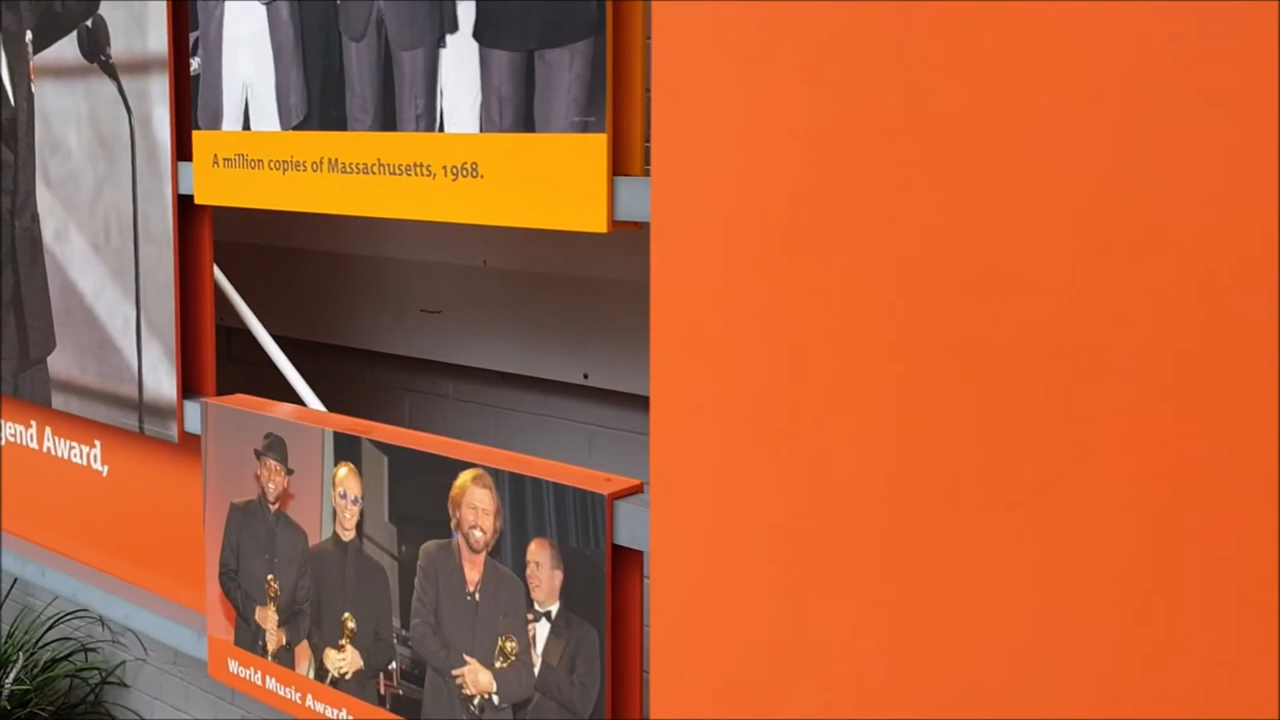 A million copies of Massachusetts, 1968.
gend Award,
World Music Awards